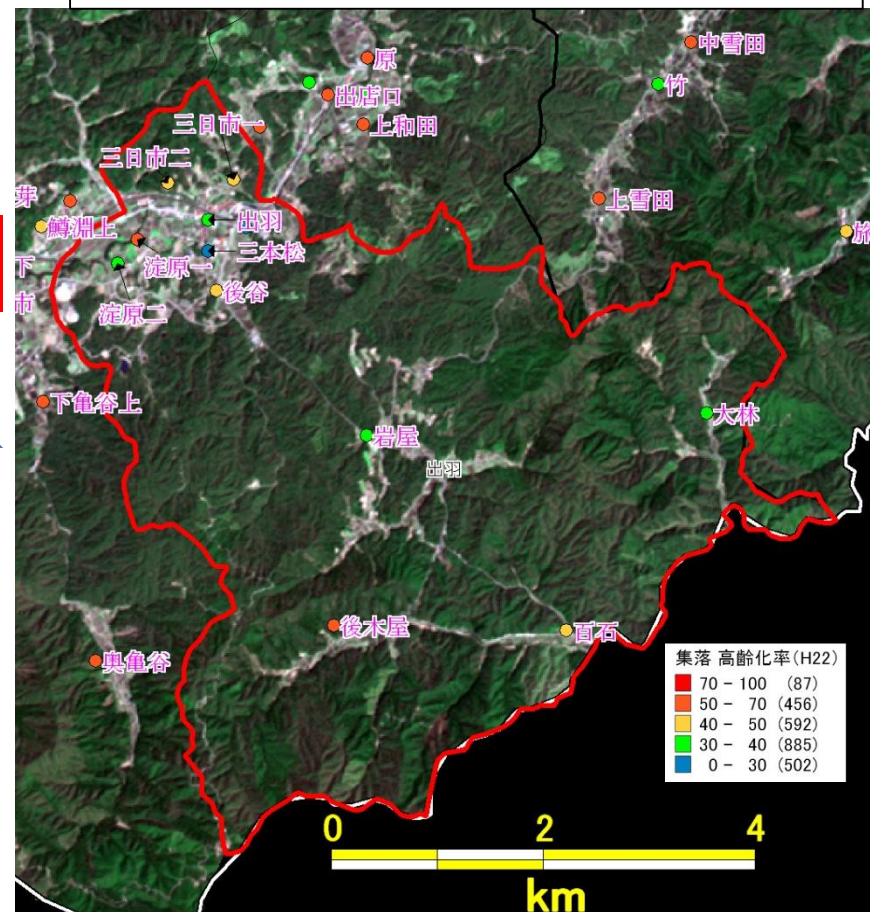 中雪田
原
竹
出店口
三日市一
上和田
三日市二
芽
上雪田
鱒淵上
出羽
旅
淀原一
三本松
下
後谷
市
淀原二
下亀谷上
大林
岩屋
出羽
後木屋
百石
奥亀谷
集落 高齢化率(H22)
70 - 100 (87)
50 - 70 (456)
40 - 50 (592)
30 - 40 (885)
0 - 30 (502)
0 2 4
km